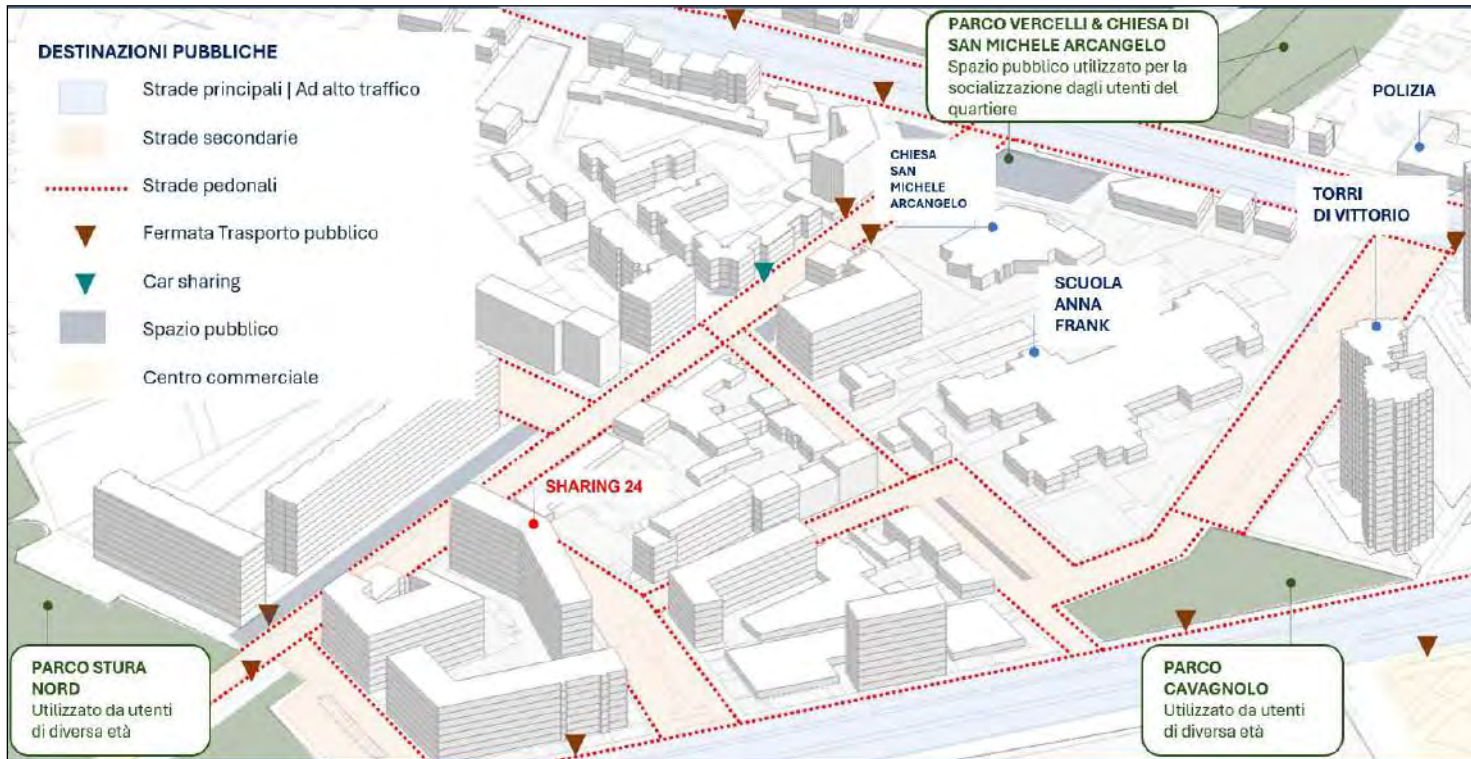 DESTINAZIONI PUBBLICHE
Strade principali | Ad alto traffico
Strade secondarie
Strade pedonali
Fermata Trasporto pubblico
Car sharing
Spazio pubblico
Centro commerciale
PARCO VERCELLI & CHIESA DI
SAN MICHELE ARCANGELO
Spazio pubblico utilizzato per la
socializzazione dagli utenti del
quartiere
POLIZIA
CHIESA
SAN
MICHELE
ARCANGELO
TORRI
DI VITTORIO
SCUOLA
ANNA
FRANK
SHARING 24
PARCO STURA
NORD
Utilizzato da utenti
di diversa età
PARCO
CAVAGNOLO
Utilizzato da utenti
di diversa età